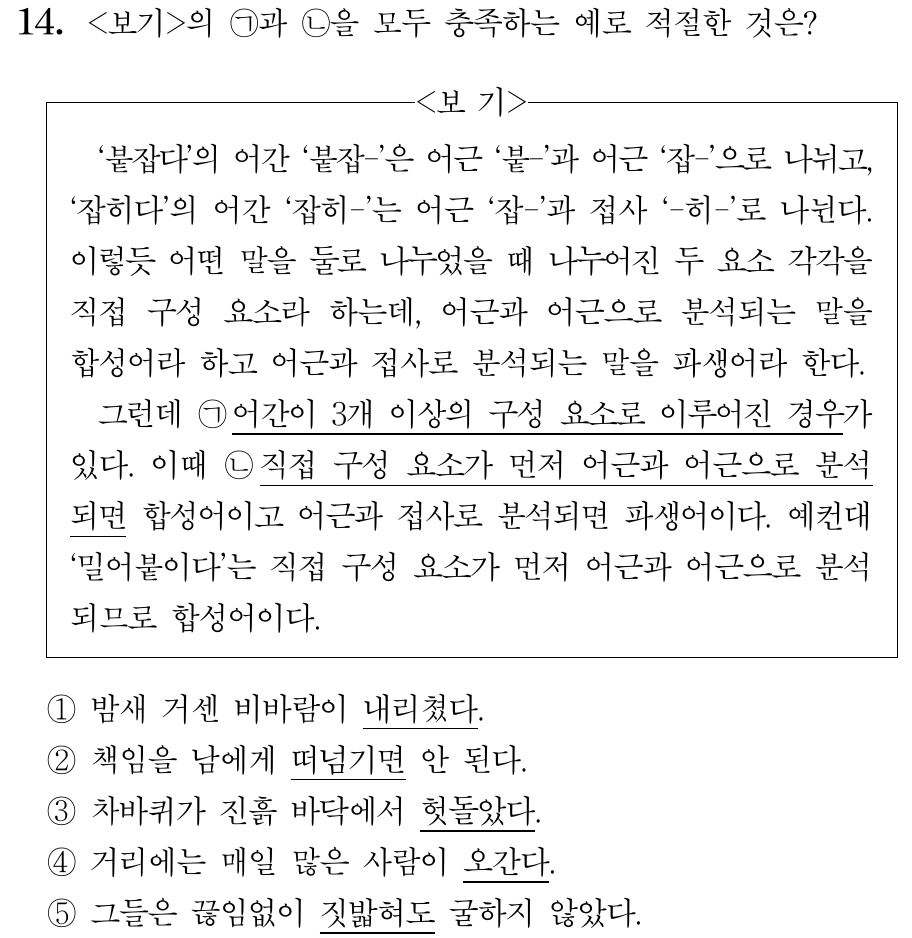 14. <보기>의 ㉠과 ㉡을 모두 충족하는 예로 적절한 것은?
<보 기>
‘붙잡다’의 어간 ‘붙잡-’은 어근 ‘붙-’과 어근 ‘잡-’으로 나뉘고,
‘잡히다’의 어간 ‘잡히-’는 어근 ‘잡-’과 접사 ‘-히-’로 나뉜다.
이렇듯 어떤 말을 둘로 나누었을 때 나누어진 두 요소 각각을
직접 구성 요소라 하는데, 어근과 어근으로 분석되는 말을
합성어라 하고 어근과 접사로 분석되는 말을 파생어라 한다.
그런데 ㉠어간이 3개 이상의 구성 요소로 이루어진 경우가
있다. 이때 ㉡직접 구성 요소가 먼저 어근과 어근으로 분석
되면 합성어이고 어근과 접사로 분석되면 파생어이다. 예컨대
‘밀어붙이다’는 직접 구성 요소가 먼저 어근과 어근으로 분석
되므로 합성어이다.
① 밤새 거센 비바람이 내리쳤다.
② 책임을 남에게 떠넘기면 안 된다.
③ 차바퀴가 진흙 바닥에서 헛돌았다.
④ 거리에는 매일 많은 사람이 오간다.
⑤ 그들은 끊임없이 짓밟혀도 굴하지 않았다.